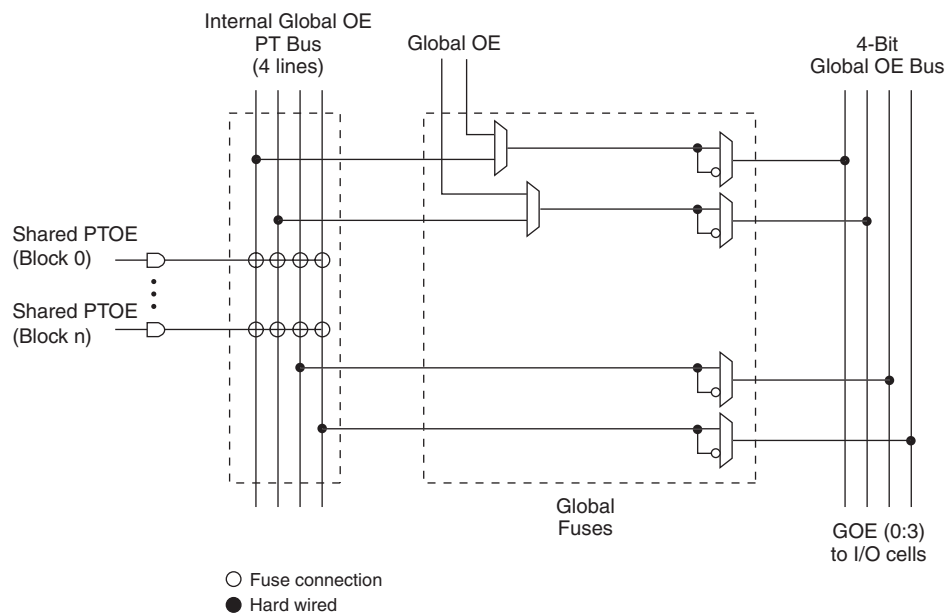 Internal Global OE
PT Bus
(4 lines)
Global OE
4-Bit
Global OE Bus
Shared PTOE
(Block 0)
Shared PTOE
(Block n)
Global
Fuses
GOE (0:3)
to I/O cells
Fuse connection
Hard wired